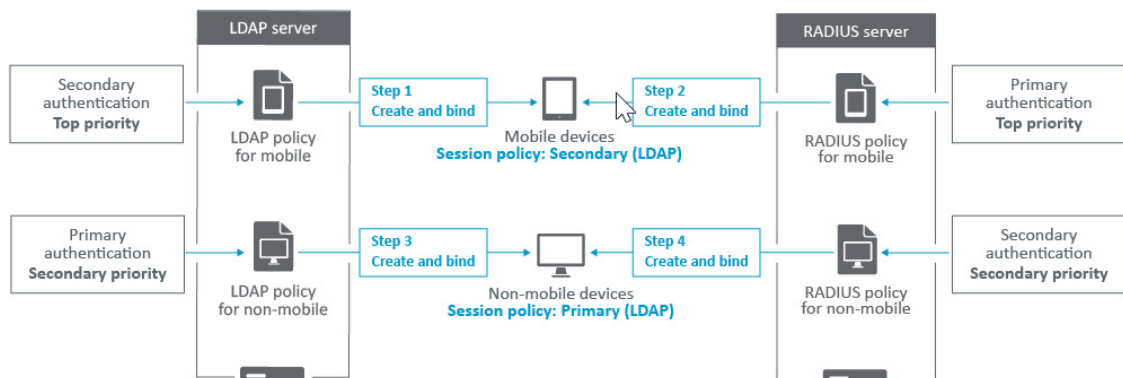 LDAP server
RADIUS server
Secondary
authentication
Top priority
LDAP policy
for mobile
Step 1
Create and bind
Mobile devices
Session policy: Secondary (LDAP)
Step 2
Create and bind
RADIUS policy
for mobile
Primary
authentication
Top priority
Primary
authentication
Secondary priority
LDAP policy
for non-mobile
Step 3
Create and bind
Non-mobile devices
Session policy: Primary (LDAP)
Step 4
Create and bind
RADIUS policy
for non-mobile
Secondary
authentication
Secondary priority